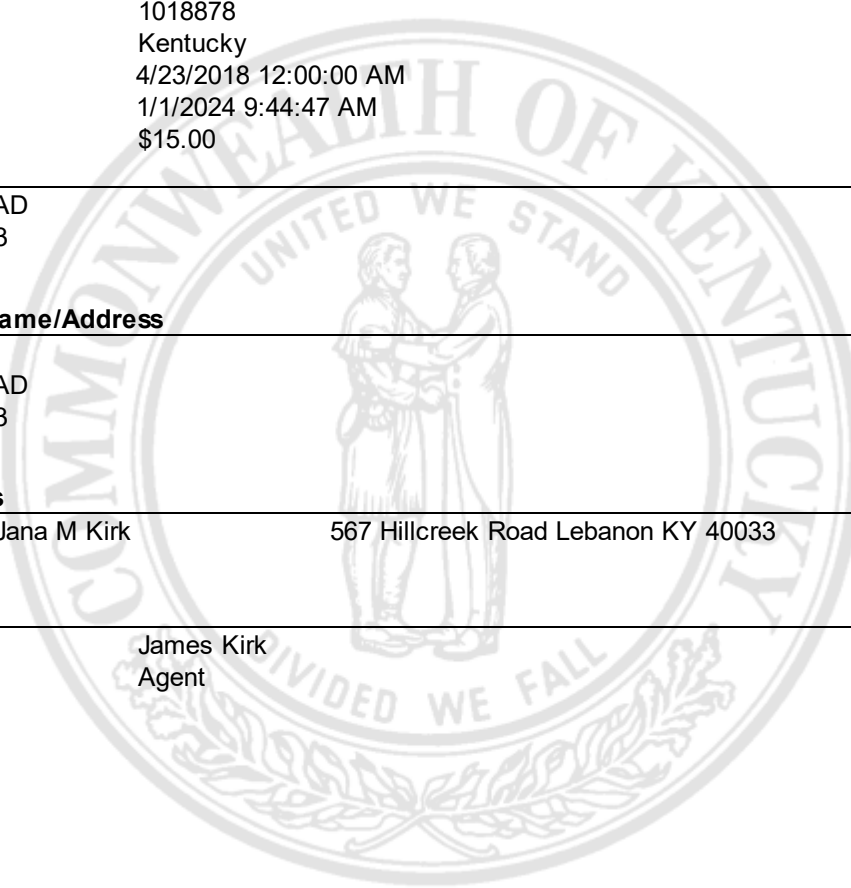 1018878
Kentucky
4/23/2018 12:00:00 AM
1/1/2024 9:44:47 AM
$15.00
AD
3
ame/Address
AD
3
s
Jana M Kirk 567 Hillcreek Road Lebanon KY 40033
James Kirk
Agent
COMMONWEALTH OF KENTUCKY
UNITED WE STAND
DIVIDED WE FALL